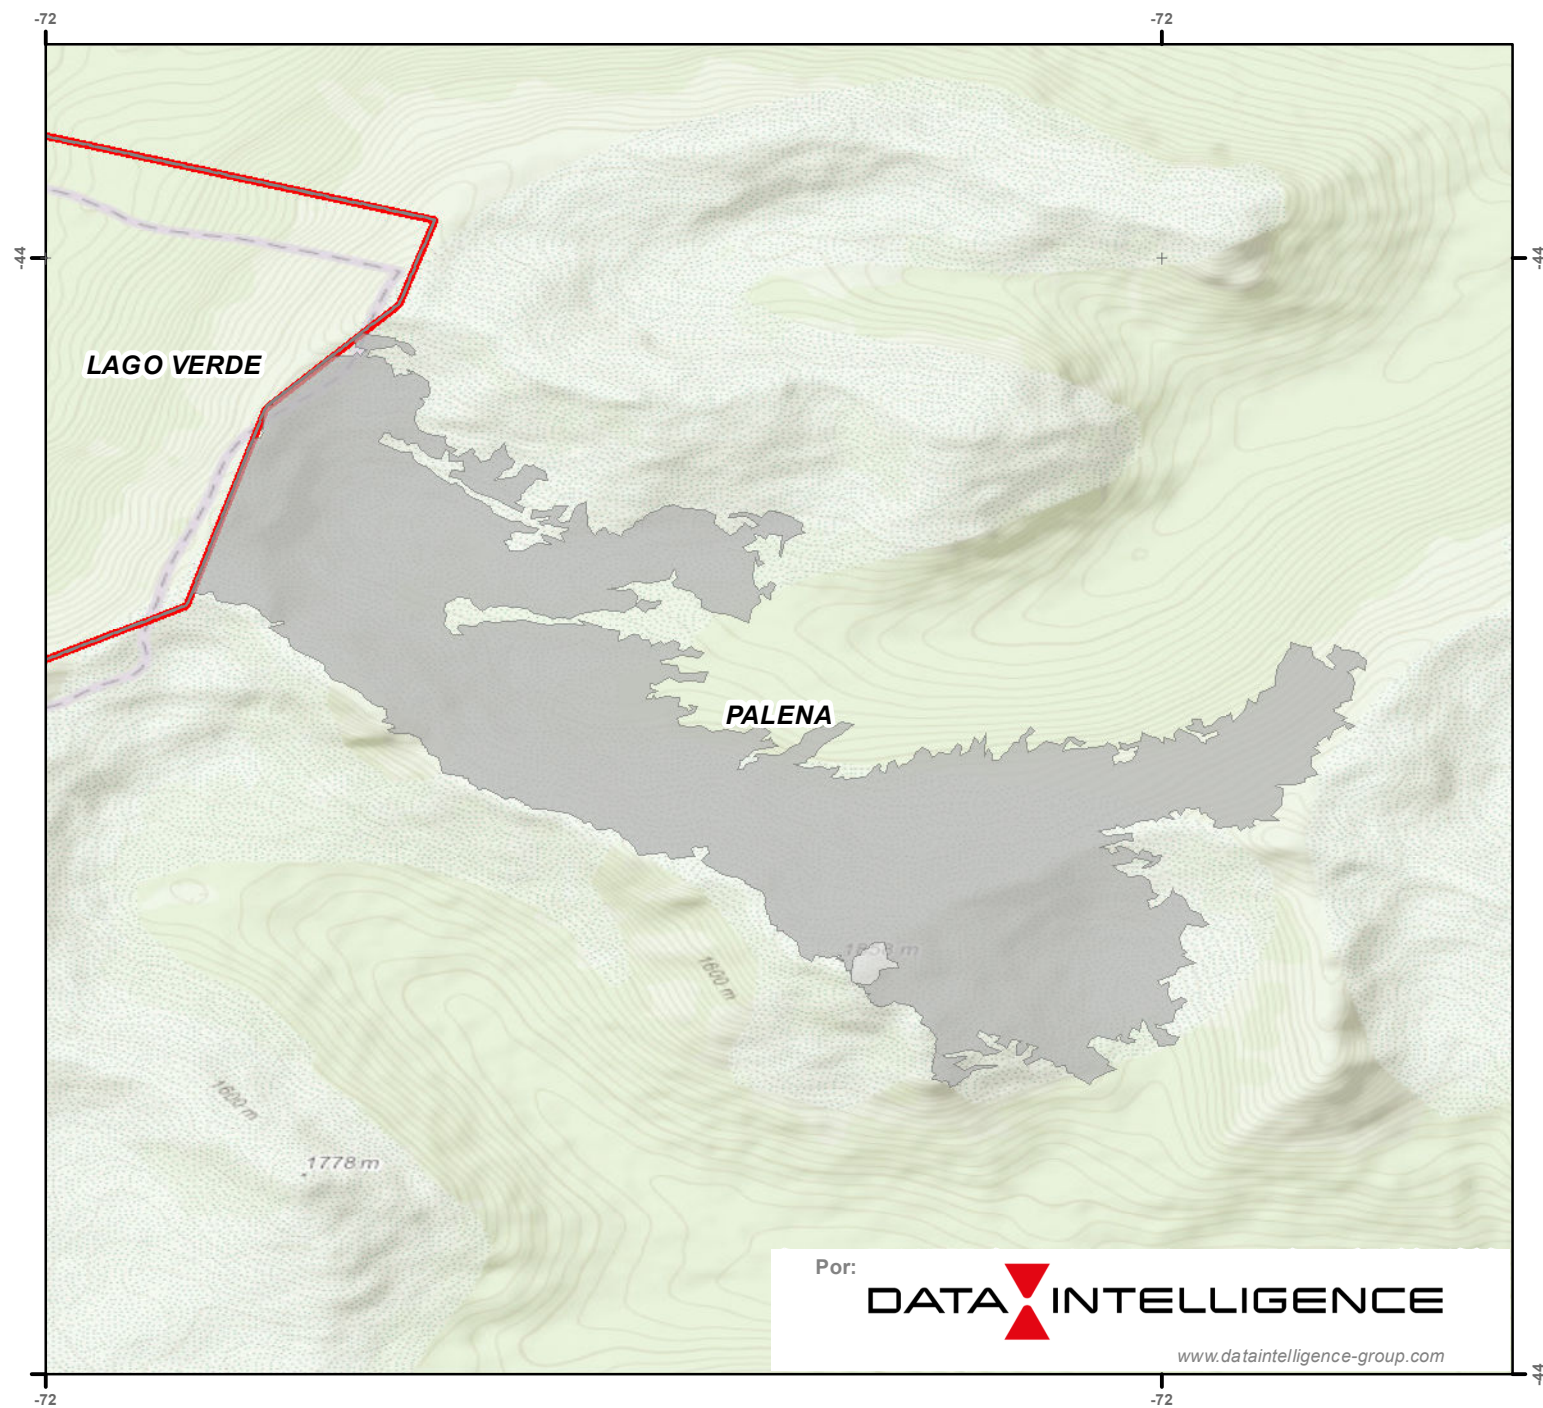 -72 -72
-44 -44
LAGO VERDE
PALENA
1858 m
1600 m
1600 m
1778 m
Por:
DATA INTELLIGENCE
www.dataintelligence-group.com
-44
-72 -72